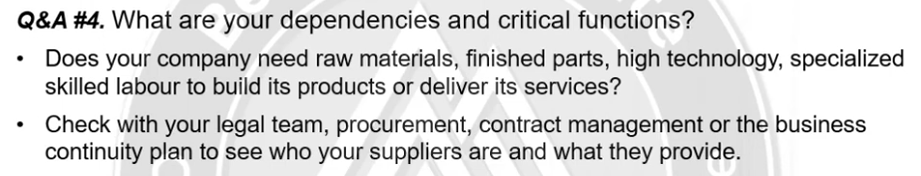 Q&A #4. What are your dependencies and critical functions?
• Does your company need raw materials, finished parts, high technology, specialized
skilled labour to build its products or deliver its services?
• Check with your legal team, procurement, contract management or the business
continuity plan to see who your suppliers are and what they provide.